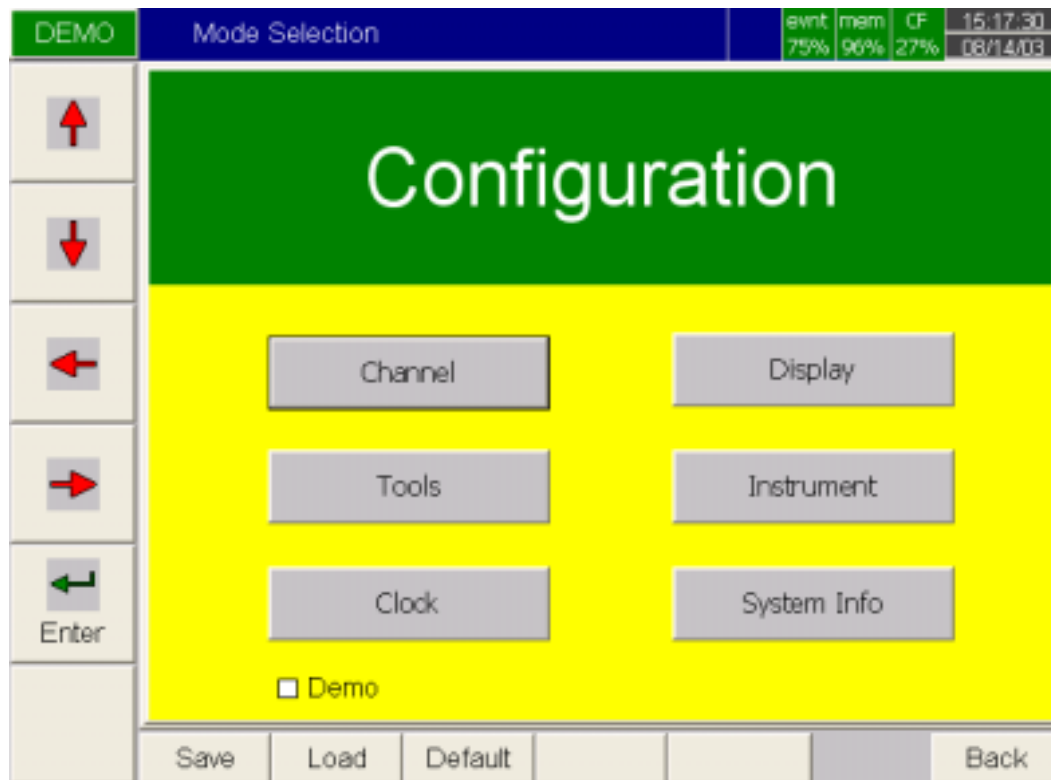 DEMO Mode Selection evnt mem CF 15:17:30
75% 96% 27% 08/14/03
Configuration
Channel Display
Tools Instrument
Clock System Info
Enter
Demo
Save Load Default Back